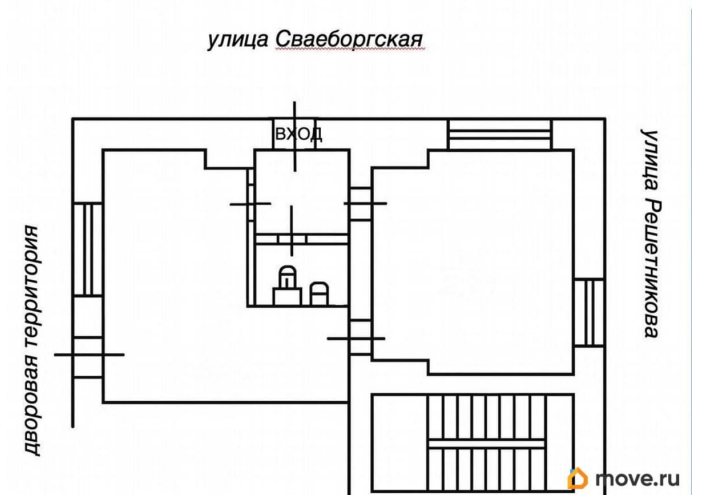 улица Сваеборгская
ВХОД
улица Решетникова
дворовая территория
move.ru